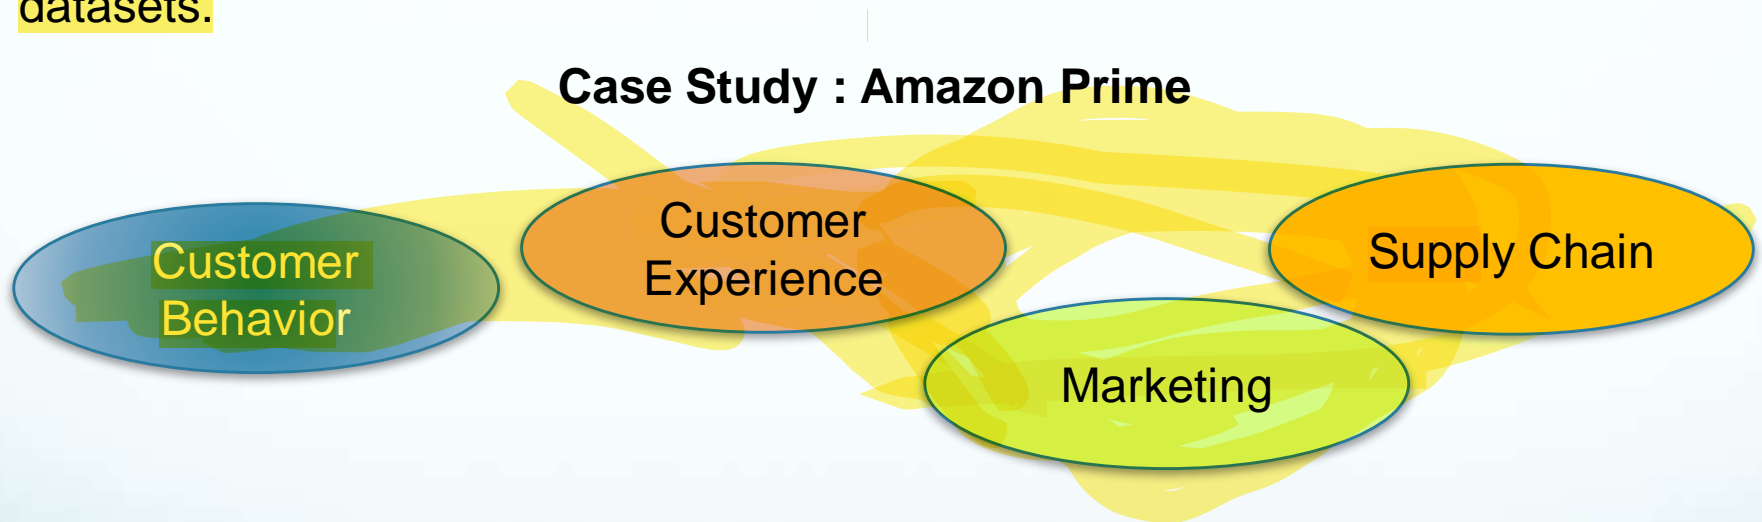 datasets.
Case Study : Amazon Prime
Customer
Experience
Customer
Behavior
Supply Chain
Marketing